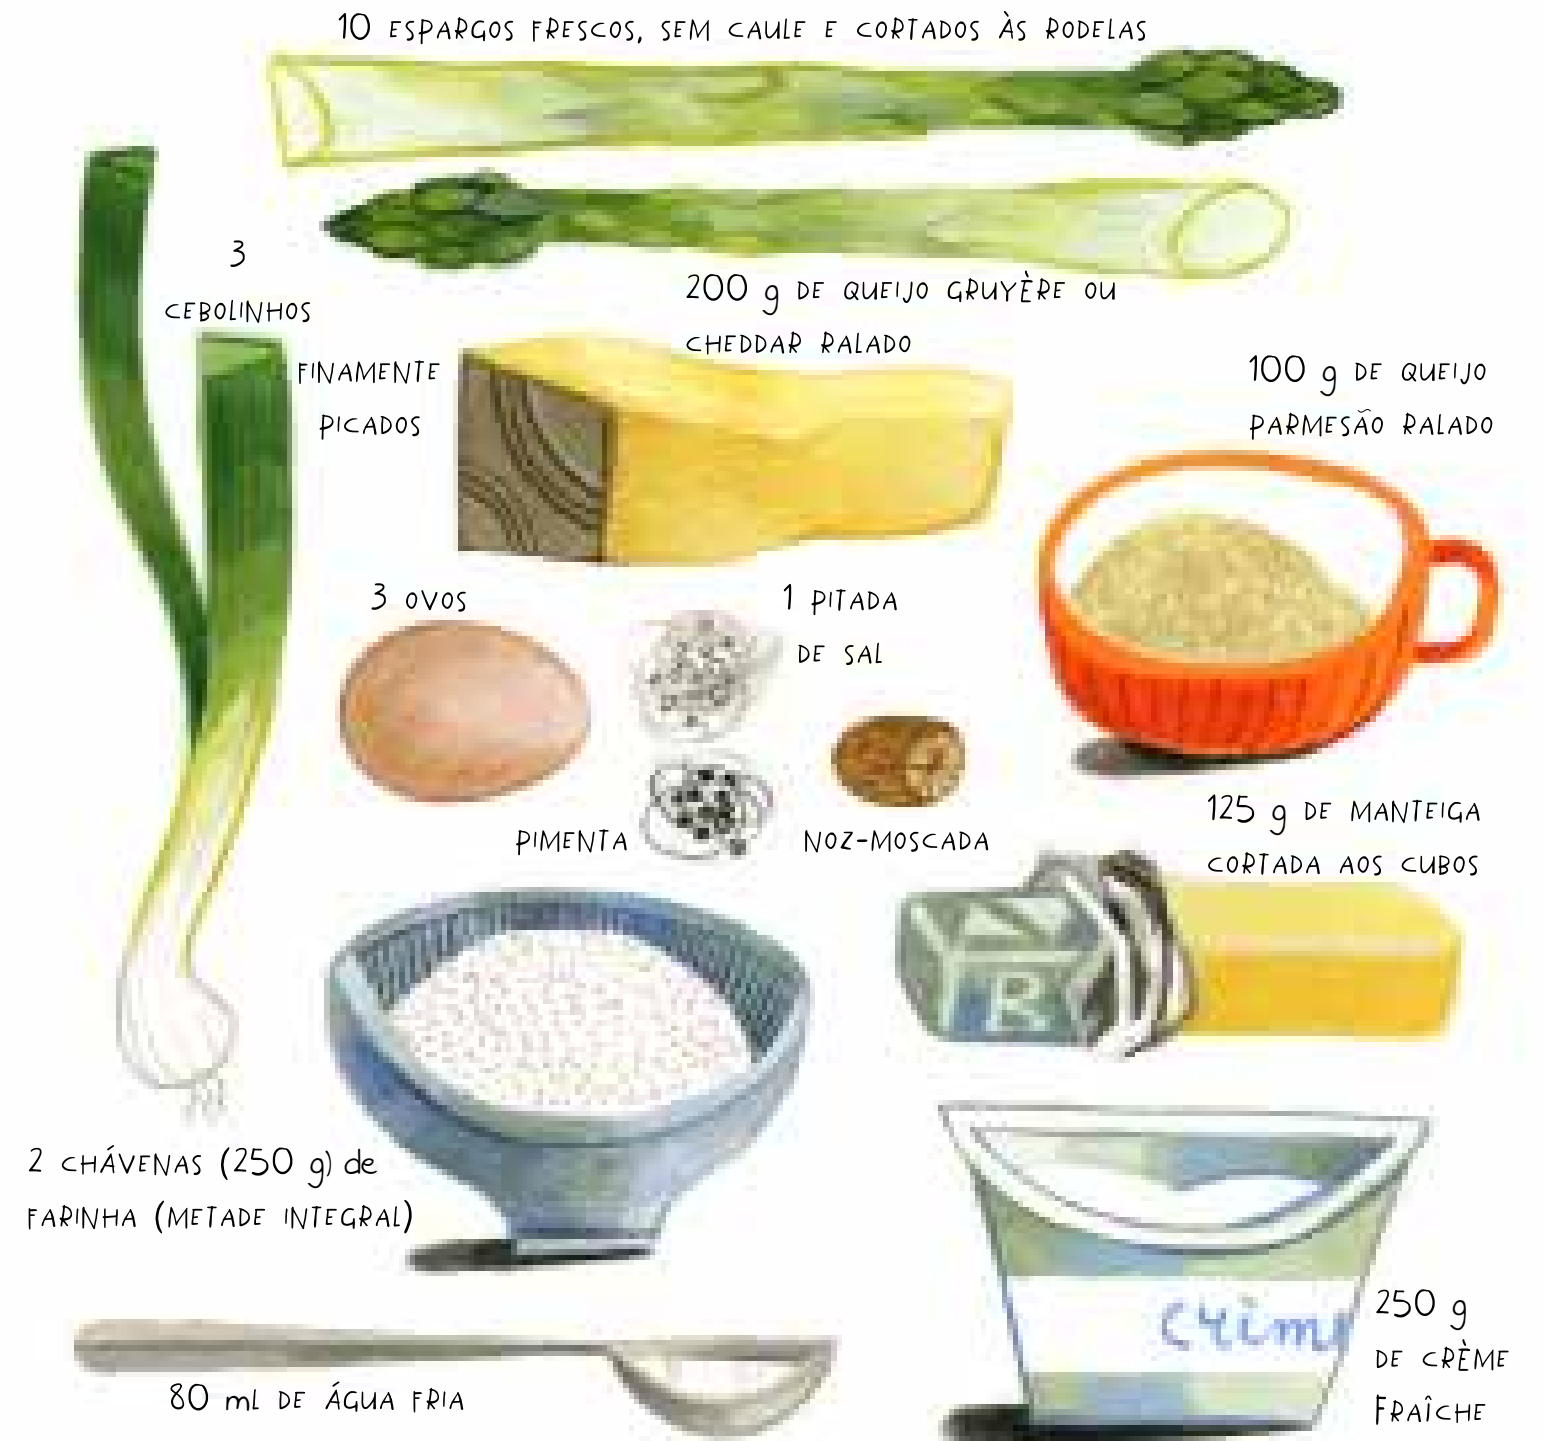 10 ESPARGOS FRESCOS, SEM CAULE E CORTADOS ÀS RODELAS
3
CEBOLINHOS
FINAMENTE
PICADOS
200 g DE QUEIJO GRUYÈRE OU
CHEDDAR RALADO
100 g DE QUEIJO
PARMESÃO RALADO
3 OVOS
1 PITADA
DE SAL
PIMENTA
NOZ-MOSCADA
125 g DE MANTEIGA
CORTADA AOS CUBOS
R
2 CHÁVENAS (250 g) de
FARINHA (METADE INTEGRAL)
Crème
250 g
DE CRÈME
FRAÎCHE
80 ml DE ÁGUA FRIA